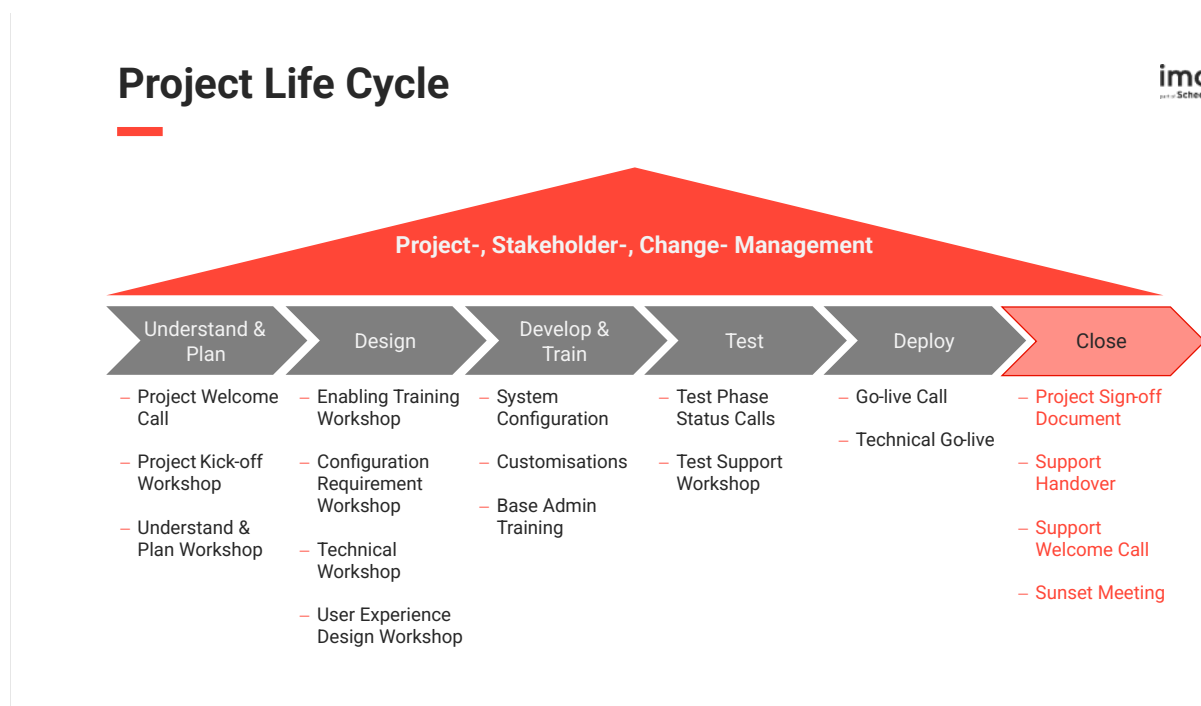 Project Life Cycle
Project-, Stakeholder-, Change- Management
Understand &
Plan
Design
Develop &
Train
Test
Deploy
Close
– Project Welcome
Call
– Project Kick-off
Workshop
– Understand &
Plan Workshop
– Enabling Training
Workshop
– Configuration
Requirement
Workshop
– Technical
Workshop
– User Experience
Design Workshop
– System
Configuration
– Customisations
– Base Admin
Training
– Test Phase
Status Calls
– Test Support
Workshop
– Go-live Call
– Technical Go-live
– Project Sign-off
Document
– Support
Handover
– Support
Welcome Call
– Sunset Meeting